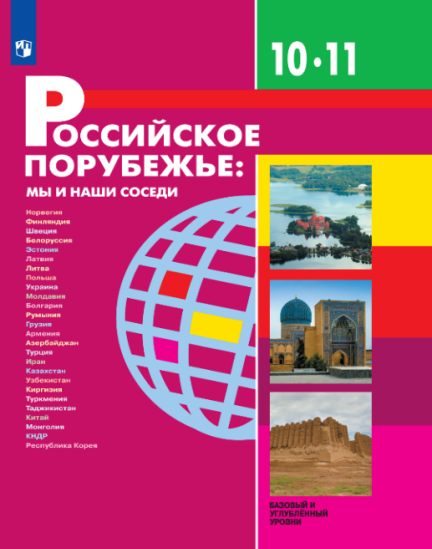 10•11
РОССИЙСКОЕ
ПОРУБЕЖЬЕ:
МЫ И НАШИ СОСЕДИ
Норвегия
Финляндия
Швеция
Белоруссия
Эстония
Латвия
Литва
Польша
Украина
Молдавия
Болгария
Румыния
Грузия
Армения
Азербайджан
Турция
Иран
Казахстан
Узбекистан
Киргизия
Туркмения
Таджикистан
Китай
Монголия
КНДР
Республика Корея
БАЗОВЫЙ И
УГЛУБЛЁННЫЙ
УРОВНИ